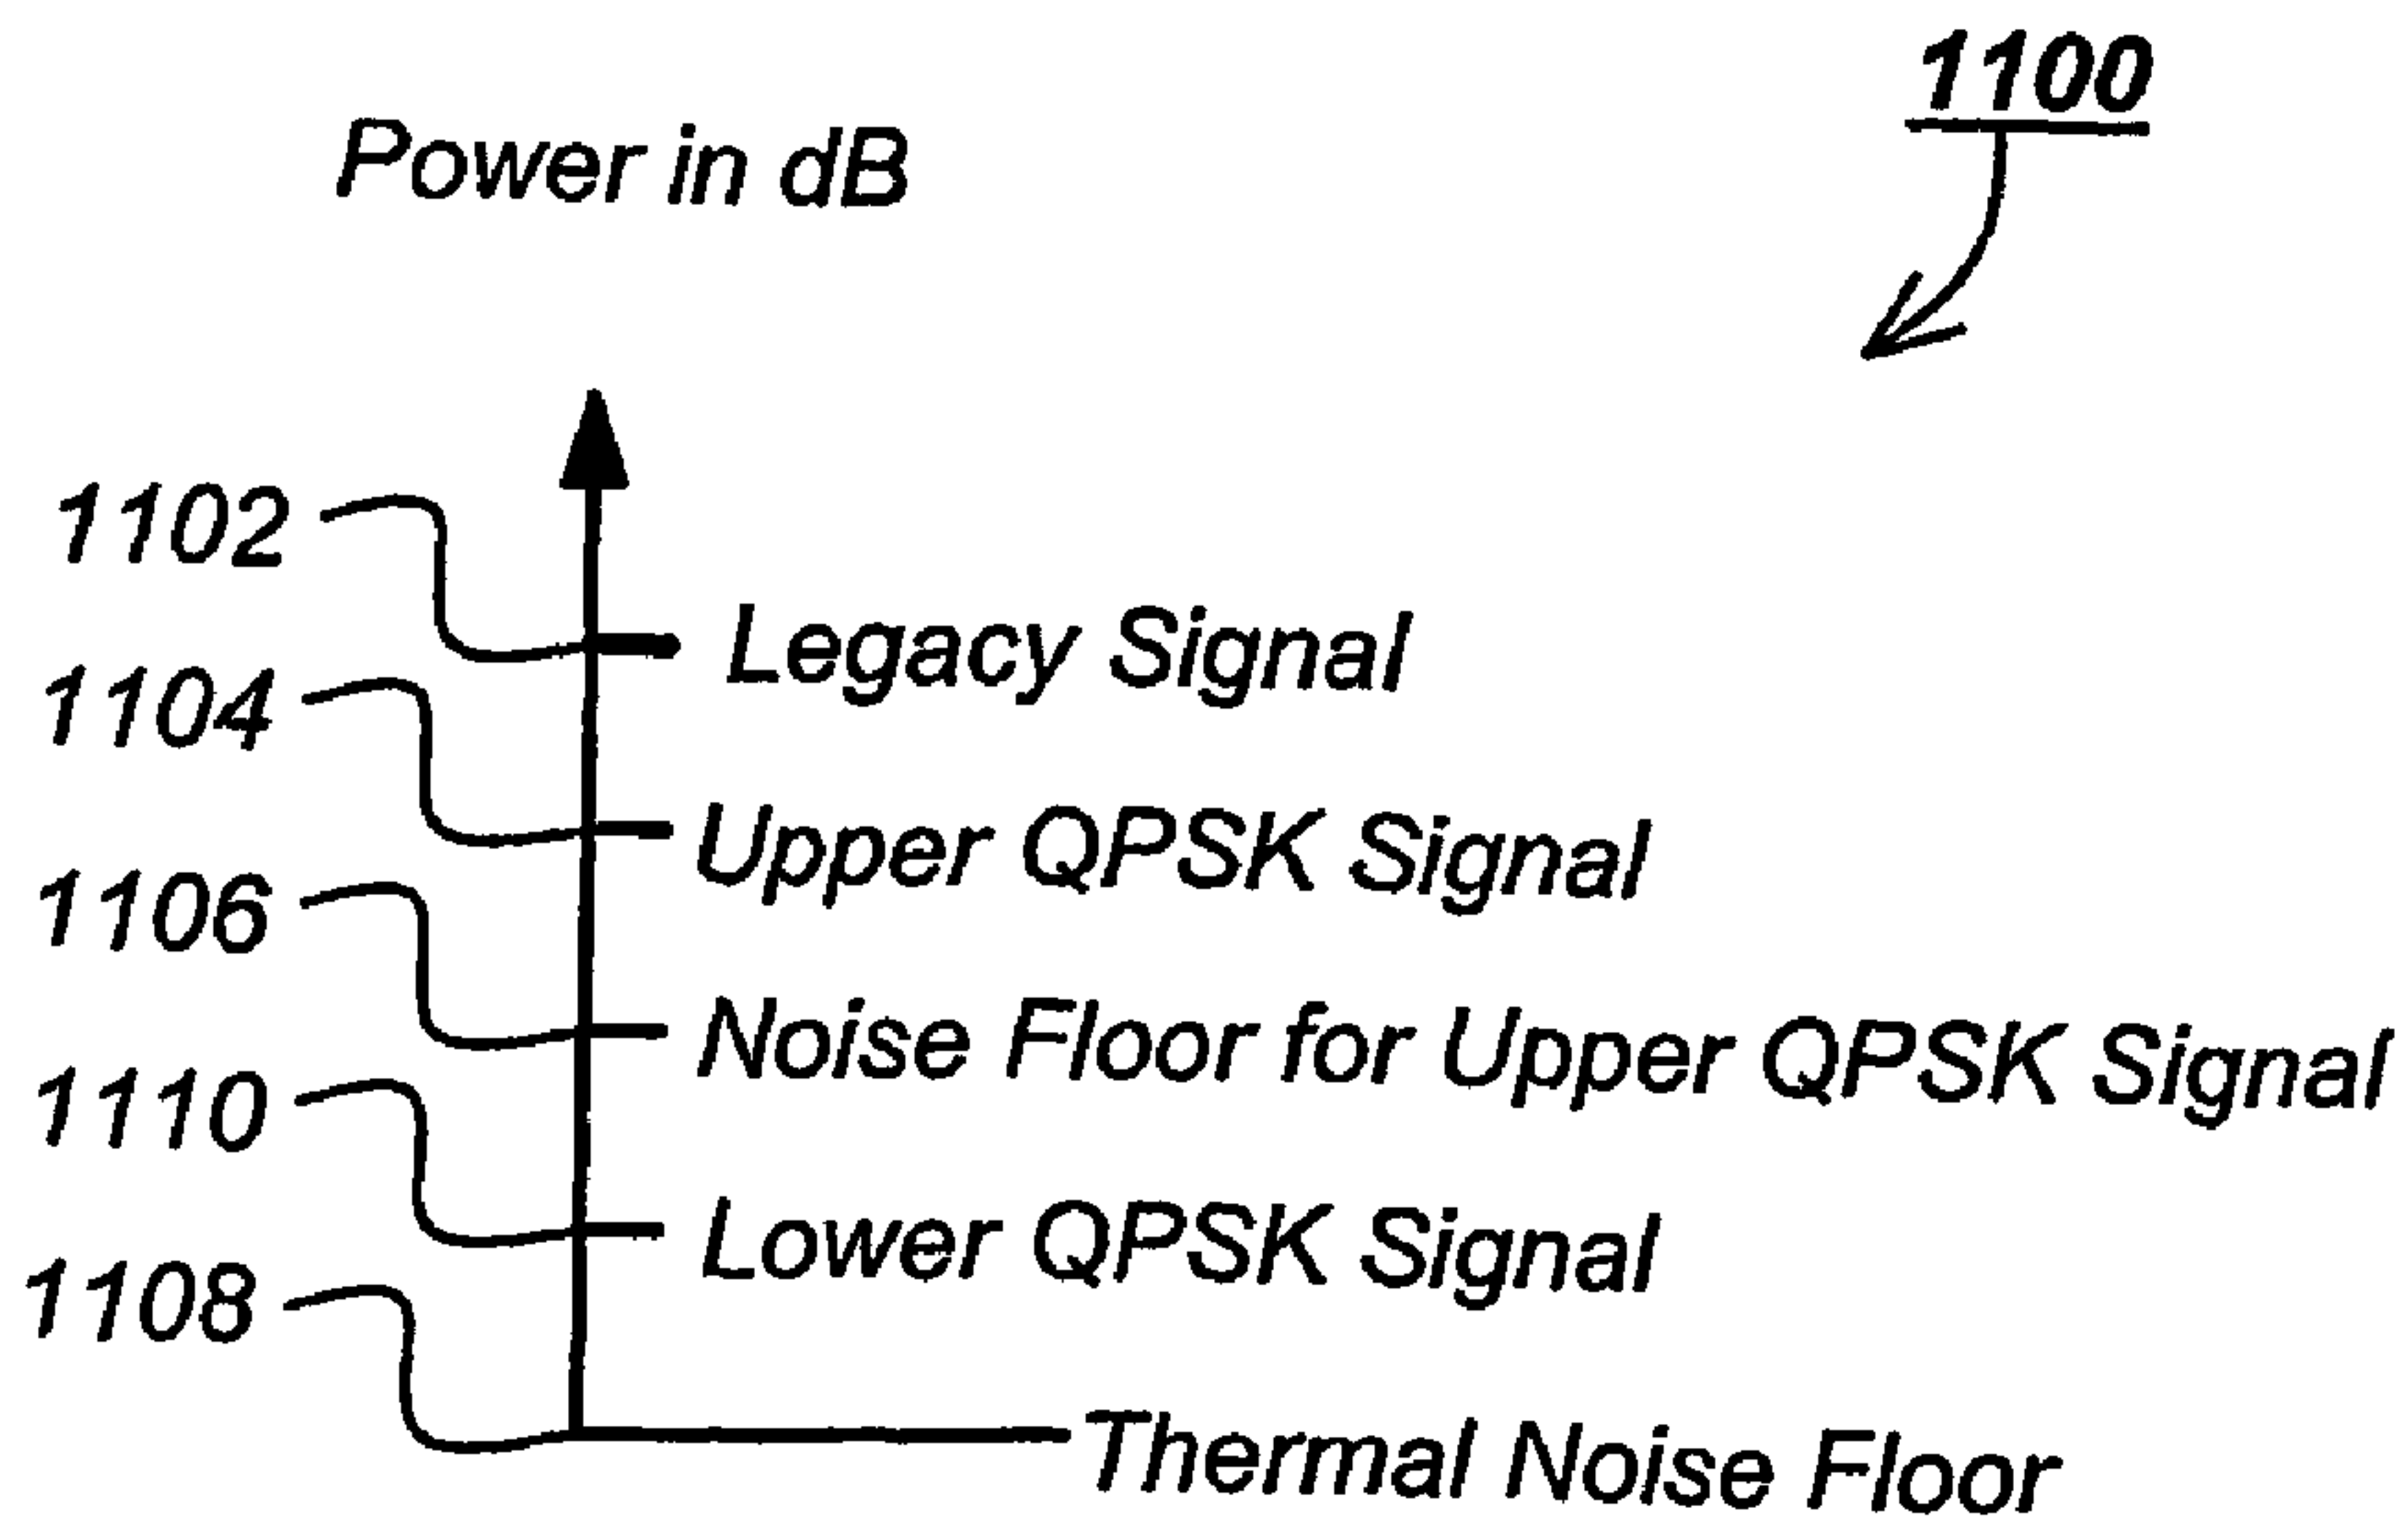 1100
Power in dB
1102
Legacy Signal
1104
Upper QPSK Signal
1106
Noise Floor for Upper QPSK Signal
1110
Lower QPSK Signal
1108
Thermal Noise Floor